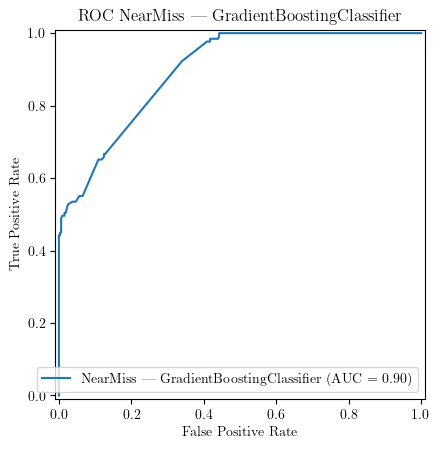 ROC NearMiss — GradientBoostingClassifier
1.0
0.8
0.6
0.4
0.2
0.0
True Positive Rate
NearMiss — GradientBoostingClassifier (AUC = 0.90)
0.0 0.2 0.4 0.6 0.8 1.0
False Positive Rate